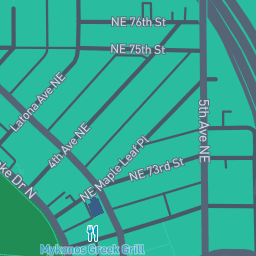 NE 76th St
NE 75th St
Latona Ave NE
5th Ave NE
4th Ave NE
NE Maple Leaf Pl
NE 73rd St
ke Dr N
Mykonos Greek Grill